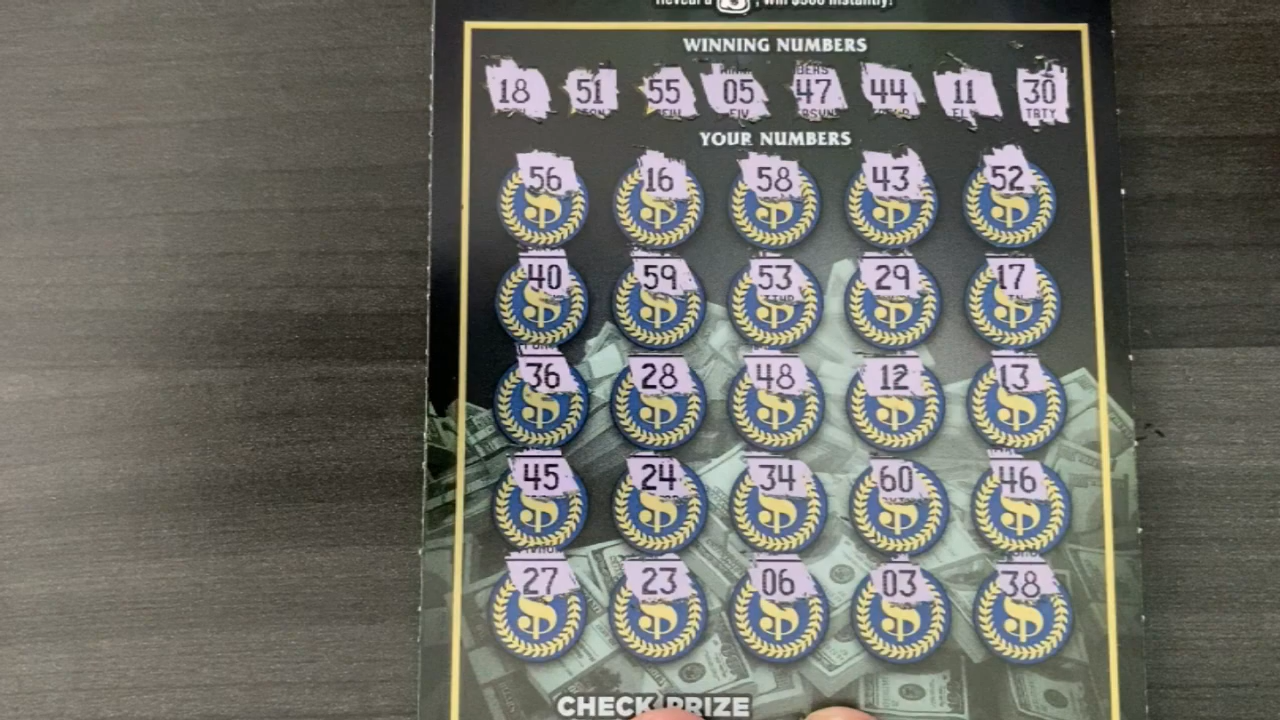 WINNING NUMBERS
18 51 55 05 47 44 11 30
TRTY
YOUR NUMBERS
56 16 58 43 52
40 59 53 29 17
36 28 48 12 13
45 24 34 60 46
27 23 06 03 38
CHECK PRIZE